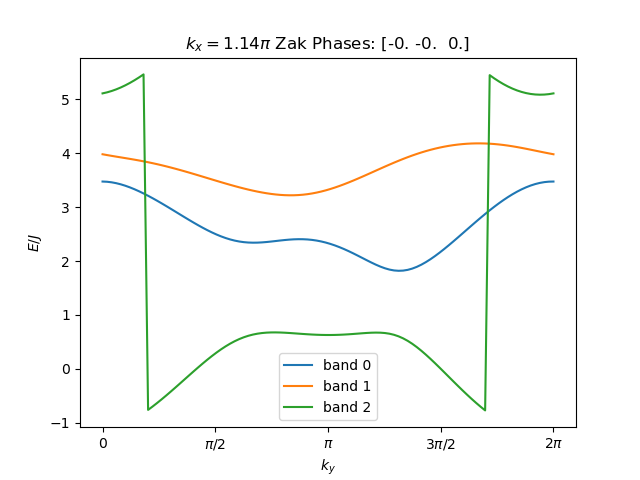 $k_x = 1.14\pi$ Zak Phases: [-0. -0.  0.]
E/J
5
4
3
2
1
0
−1
band 0
band 1
band 2
0
π/2
π
3π/2
2π
$k_y$